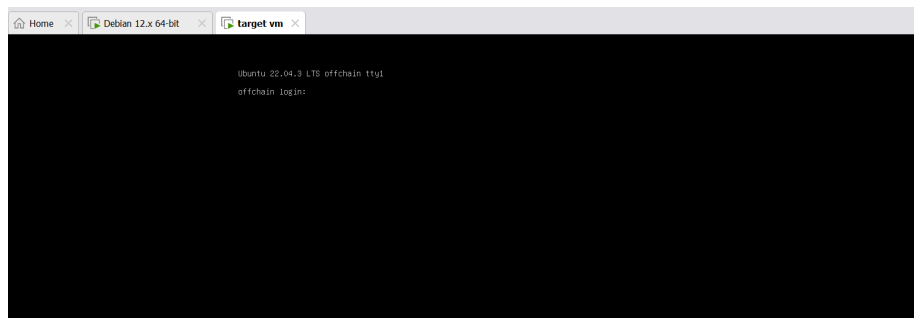 Home
Debian 12.x 64-bit
target vm
Ubuntu 22.04.3 LTS offchain tty1
offchain login: